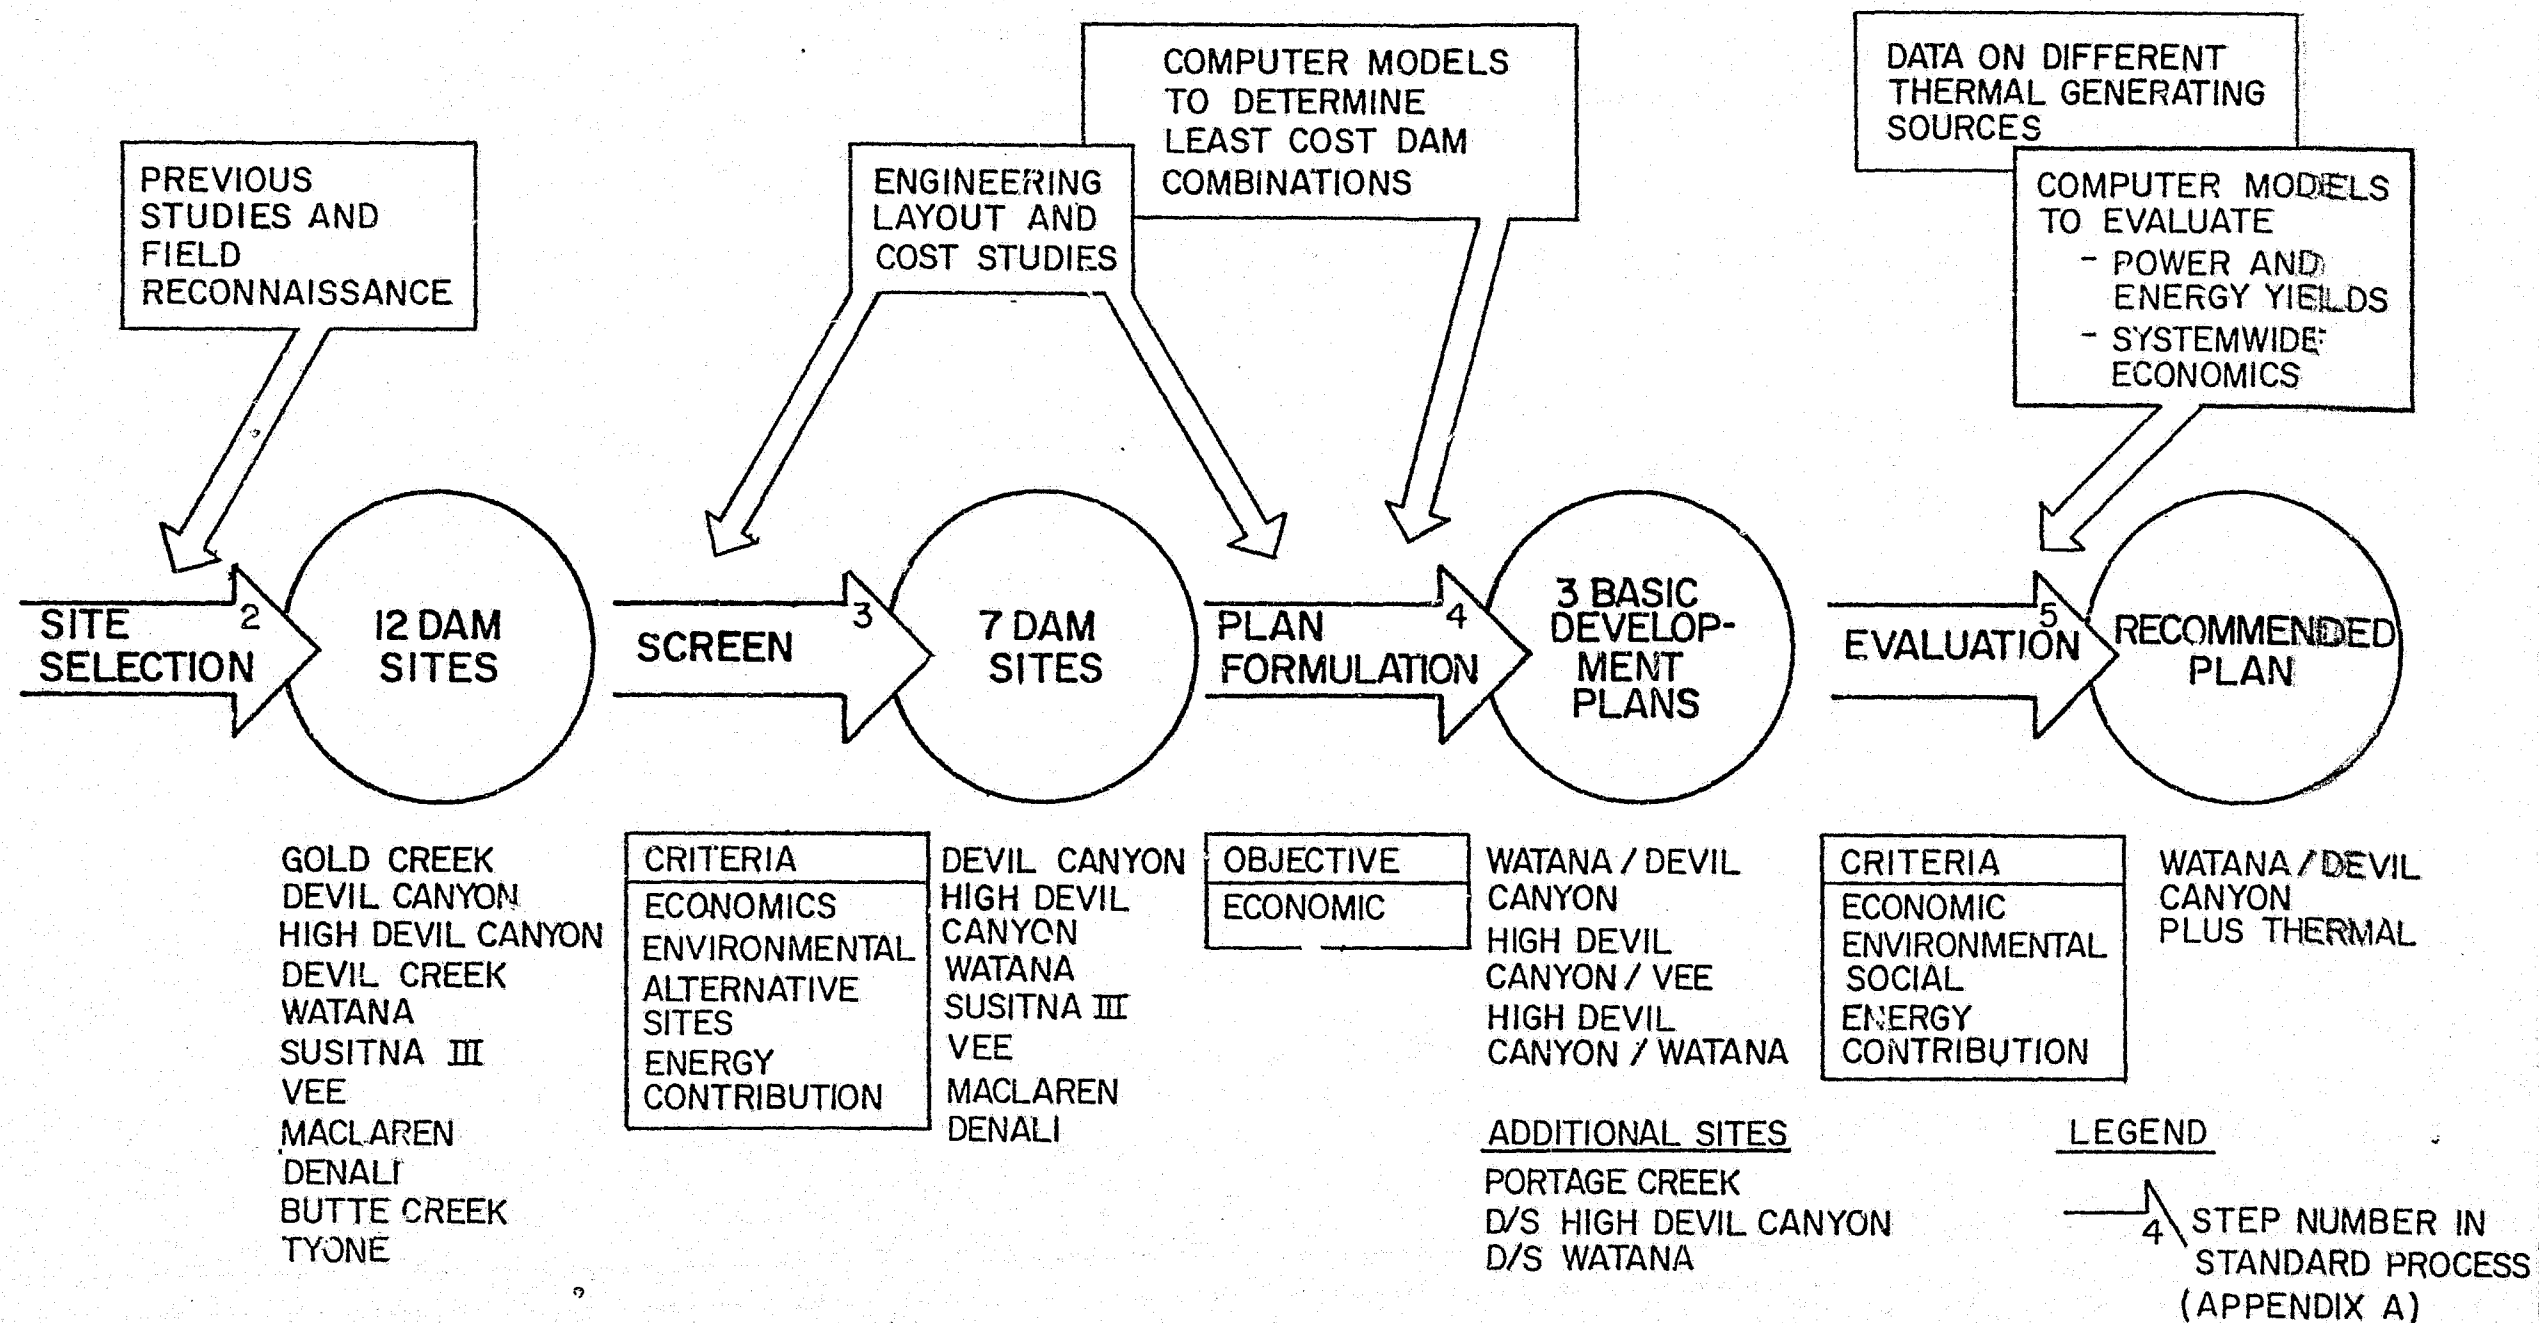 PREVIOUS
STUDIES AND
FIELD
RECONNAISSANCE
ENGINEERING
LAYOUT AND
COST STUDIES
COMPUTER MODELS
TO DETERMINE
LEAST COST DAM
COMBINATIONS
DATA ON DIFFERENT
THERMAL GENERATING
SOURCES
COMPUTER MODELS
TO EVALUATE
- POWER AND
ENERGY YIELDS
- SYSTEMWIDE
ECONOMICS
SITE
SELECTION
2
12 DAM
SITES
SCREEN
3
7 DAM
SITES
PLAN
FORMULATION
4
3 BASIC
DEVELOP-
MENT
PLANS
EVALUATION
5
RECOMMENDED
PLAN
GOLD CREEK
DEVIL CANYON
HIGH DEVIL CANYON
DEVIL CREEK
WATANA
SUSITNA III
VEE
MACLAREN
DENALI
BUTTE CREEK
TYONE
CRITERIA
ECONOMICS
ENVIRONMENTAL
ALTERNATIVE
SITES
ENERGY
CONTRIBUTION
DEVIL CANYON
HIGH DEVIL
CANYON
WATANA
SUSITNA III
VEE
MACLAREN
DENALI
OBJECTIVE
ECONOMIC
WATANA / DEVIL
CANYON
HIGH DEVIL
CANYON / VEE
HIGH DEVIL
CANYON / WATANA
ADDITIONAL SITES
PORTAGE CREEK
D/S HIGH DEVIL CANYON
D/S WATANA
CRITERIA
ECONOMIC
ENVIRONMENTAL
SOCIAL
ENERGY
CONTRIBUTION
WATANA / DEVIL
CANYON
PLUS THERMAL
LEGEND
4
STEP NUMBER IN
STANDARD PROCESS
(APPENDIX A)